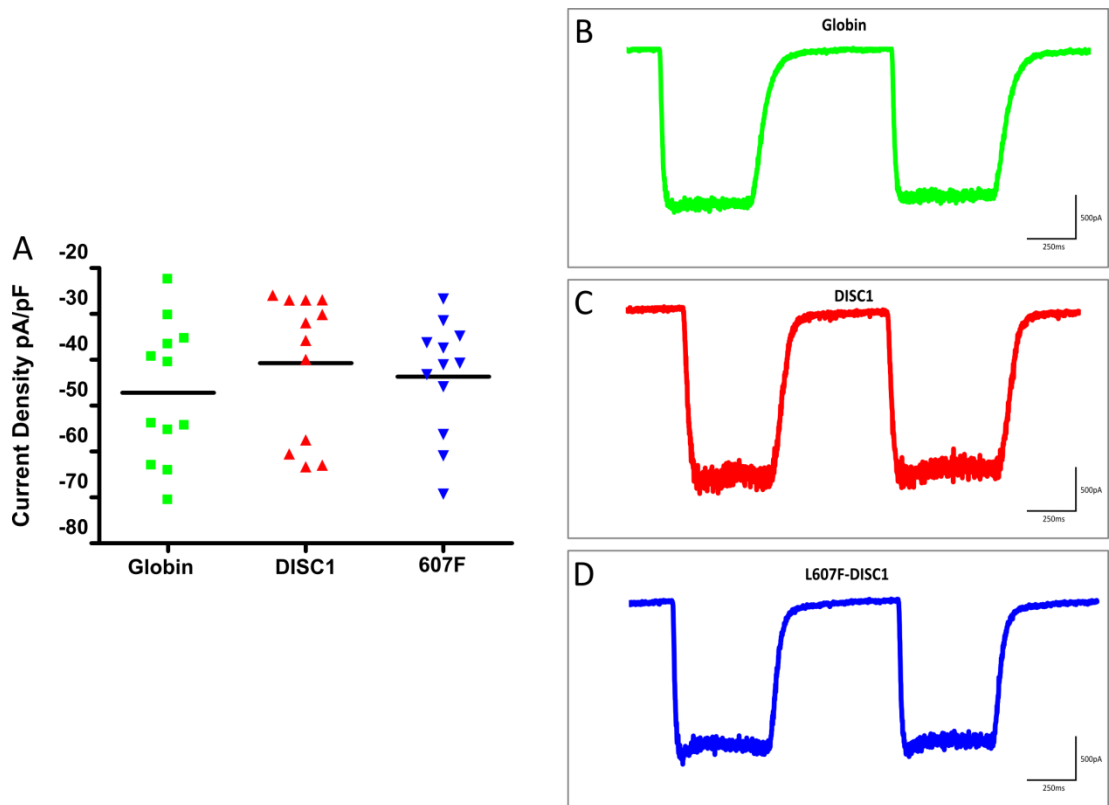 A
Current Density pA/pF
-20
-30
-40
-50
-60
-70
-80
Globin
DISC1
607F
B
Globin
500pA
250ms
C
DISC1
500pA
250ms
D
L607F-DISC1
500pA
250ms